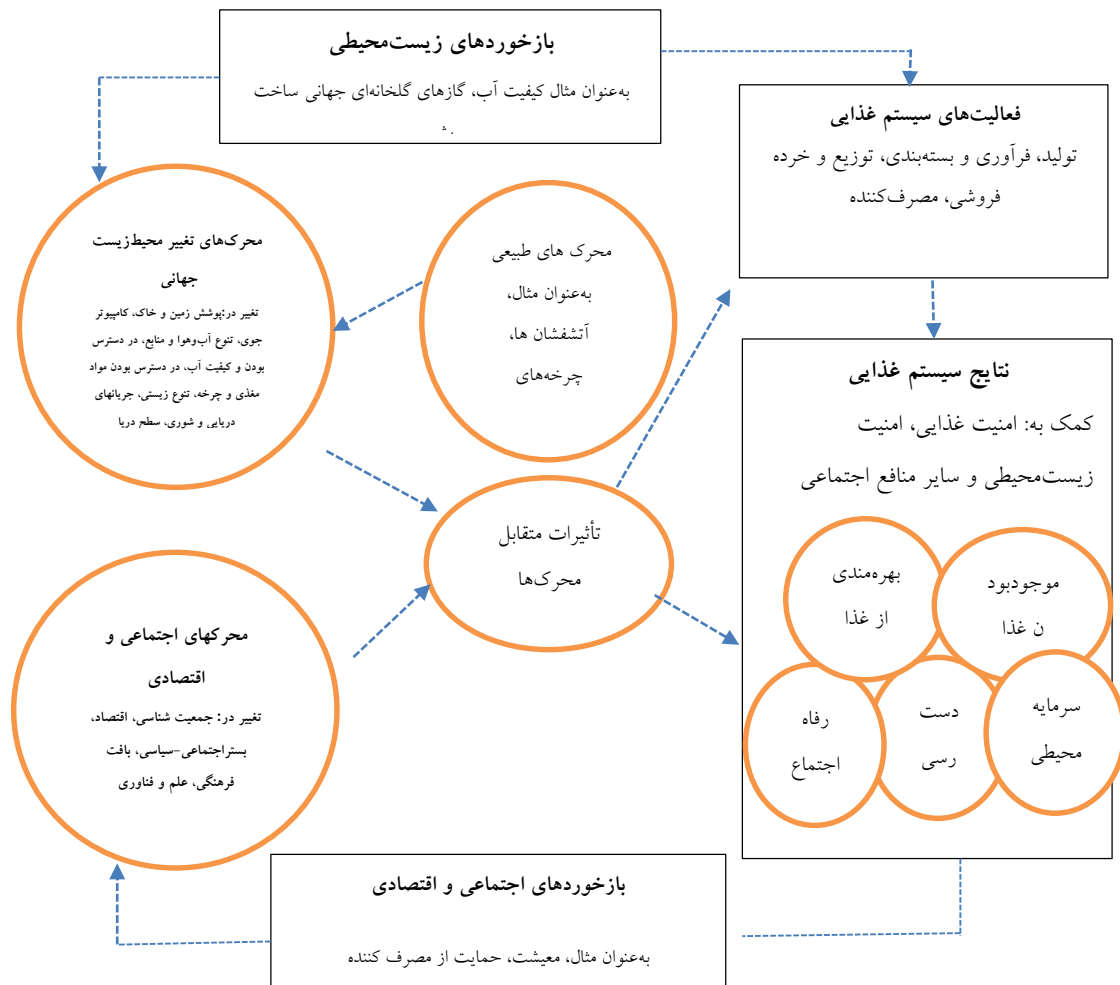 بازخوردهای زیست‌محیطی
به‌عنوان مثال کیفیت آب، گازهای گلخانه‌ای جهانی ساخت
فعالیت‌های سیستم غذایی
تولید، فرآوری و بسته‌بندی، توزیع و خرده
فروشی، مصرف‌کننده
محرک‌های تغییر محیط‌زیست
جهانی
تغییر در:پوشش زمین و خاک، کامپیوتر
جوی، تنوع آب‌وهوا و منابع، در دسترس
بودن و کیفیت آب، در دسترس بودن مواد
مغذی و چرخه، تنوع زیستی، جریانهای
دریایی و شوری، سطح دریا
محرک های طبیعی
به‌عنوان مثال،
آتشفشان ها،
چرخه‌های
تأثیرات متقابل
محرک‌ها
نتایج سیستم غذایی
کمک به: امنیت غذایی، امنیت
زیست‌محیطی و سایر منافع اجتماعی
موجودبود
ن غذا
بهره‌مندی
از غذا
سرمایه
محیطی
دست
رسی
رفاه
اجتماع
محرکهای اجتماعی و
اقتصادی
تغییر در: جمعیت شناسی، اقتصاد،
بستراجتماعی-سیاسی، بافت
فرهنگی، علم و فناوری
بازخوردهای اجتماعی و اقتصادی
به‌عنوان مثال، معیشت، حمایت از مصرف کننده